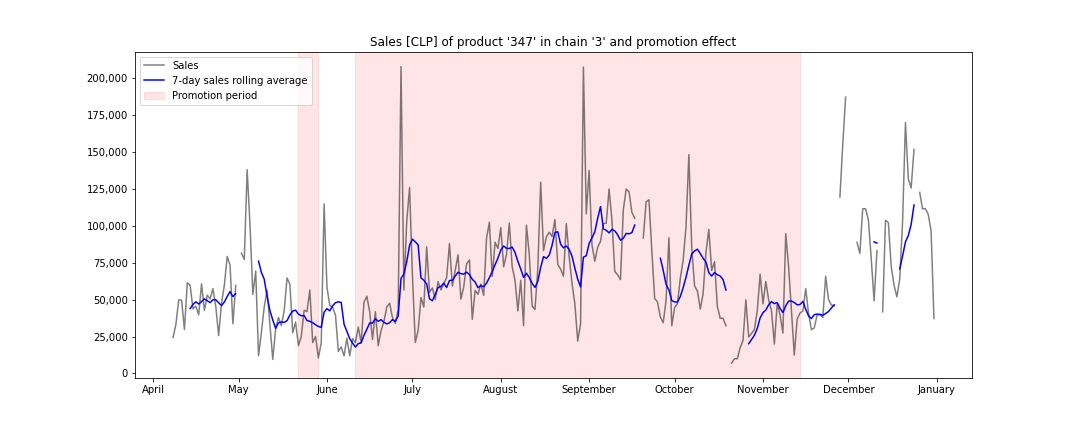 Sales [CLP] of product '347' in chain '3' and promotion effect
Sales
7-day sales rolling average
Promotion period
200,000
175,000
150,000
125,000
100,000
75,000
50,000
25,000
0
April May June July August September October November December January